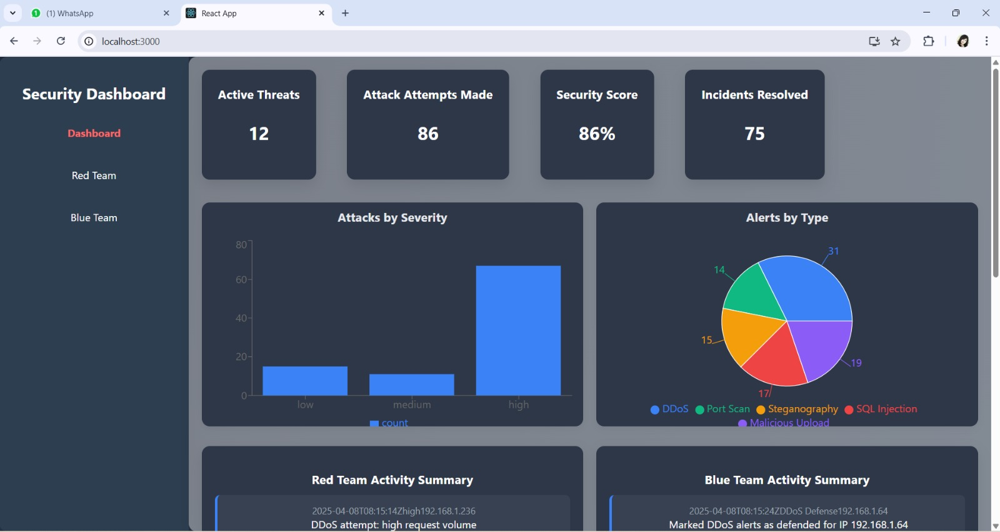 1
(1) WhatsApp
React App
localhost:3000
Security Dashboard
Dashboard
Red Team
Blue Team
Active Threats
12
Attack Attempts Made
86
Security Score
86%
Incidents Resolved
75
Attacks by Severity
80
60
40
20
0
low
medium
high
count
Alerts by Type
31
14
15
17
19
DDoS
Port Scan
Steganography
SQL Injection
Malicious Upload
Red Team Activity Summary
2025-04-08T08:15:14Zhigh192.168.1.236
DDoS attempt: high request volume
Blue Team Activity Summary
2025-04-08T08:15:24ZDDoS Defense192.168.1.64
Marked DDoS alerts as defended for IP 192.168.1.64